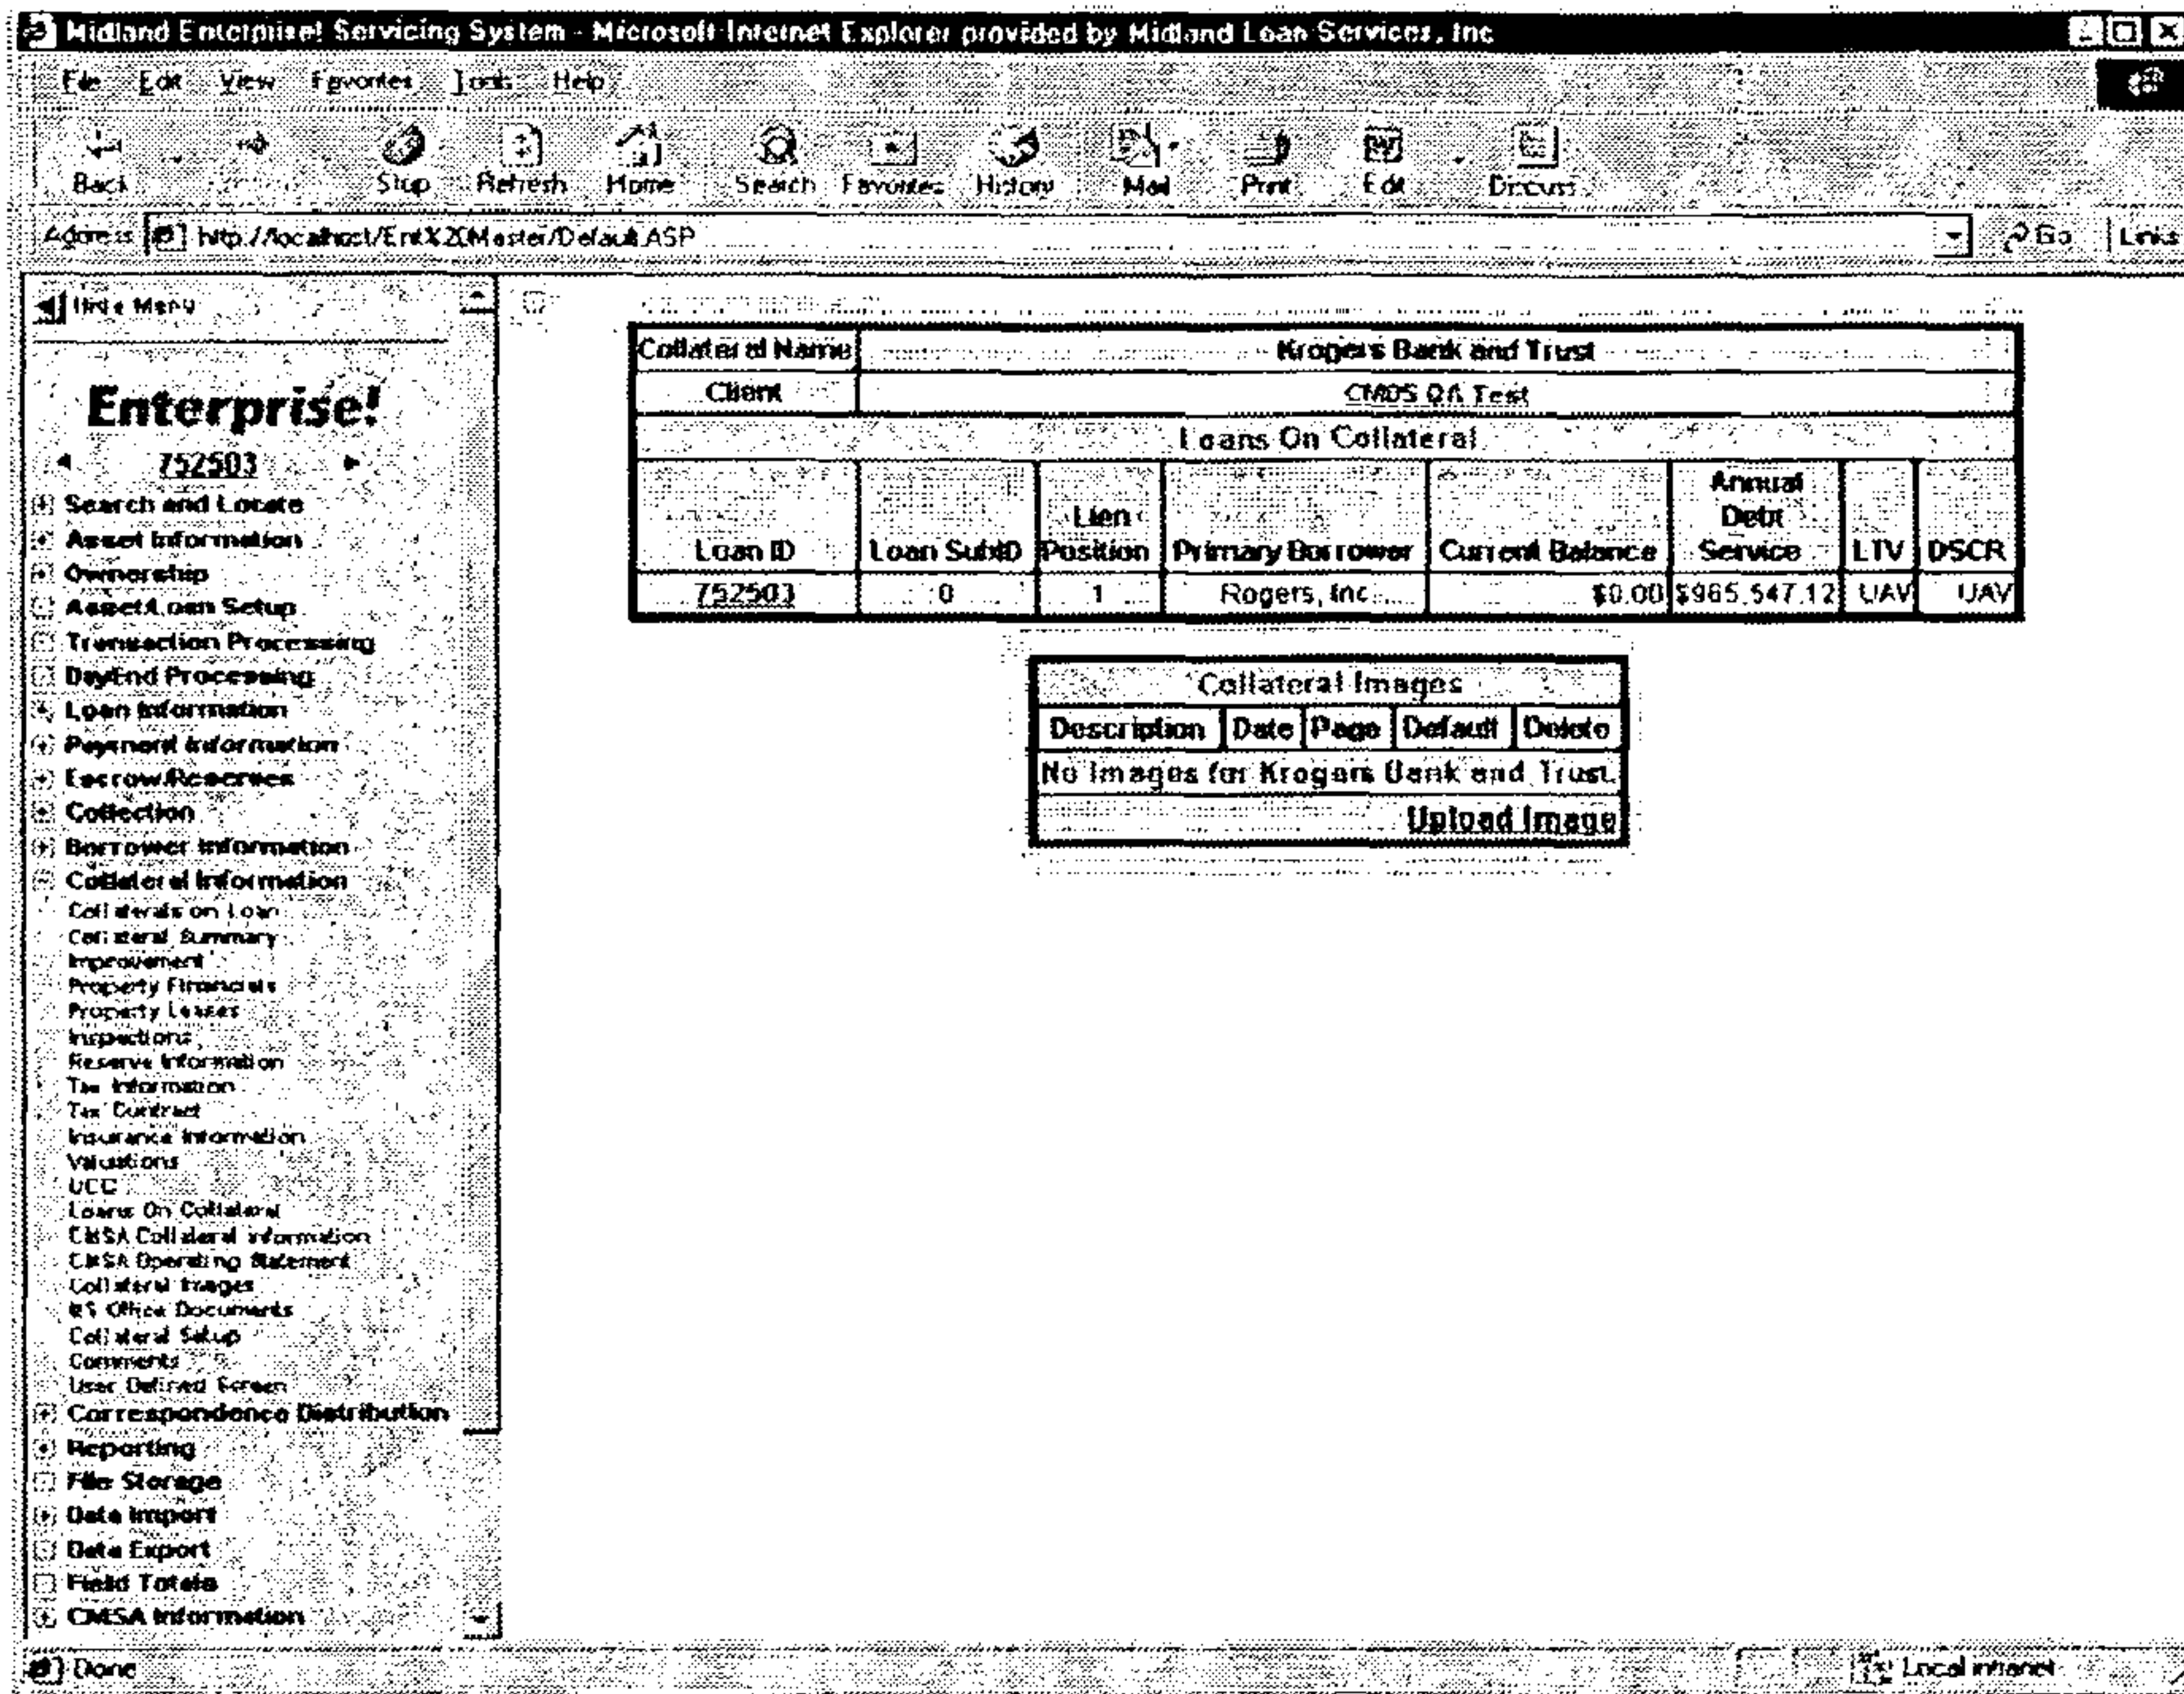 Midland Enterprise! Servicing System - Microsoft Internet Explorer provided by Midland Loan Services, Inc
File Edit View Favorites Tools Help
Back Stop Refresh Home Search Favorites History Mail Print Edit Discuss
Address http://localhost/Ent%20Master/Default.ASP Go Links
Hide Menu
Enterprise!
752503
Search and Locate
Asset Information
Ownership
Asset/Loan Setup
Transaction Processing
DayEnd Processing
Loan Information
Payment Information
Escrow/Reserves
Collection
Borrower Information
Collateral Information
Collaterals on Loan
Collateral Summary
Improvement
Property Financials
Property Leases
Inspections
Reserve Information
Tax Information
Tax Contract
Insurance Information
Valuations
UCC
Loans On Collateral
CMSA Collateral Information
CMSA Operating Statement
Collateral Images
MS Office Documents
Collateral Setup
Comments
User Defined Screen
Correspondence Distribution
Reporting
File Storage
Data Import
Data Export
Field Totals
CMSA Information
Collateral Name Krogers Bank and Trust
Client CMDS QA Test
Loans On Collateral
Loan ID Loan SubID Lien Position Primary Borrower Current Balance Annual Debt Service LTV DSCR
752503 0 1 Rogers, Inc. $0.00 $985,547.12 UAV UAV
Collateral Images
Description Date Page Default Delete
No Images for Krogers Bank and Trust.
Upload Image
Done Local intranet